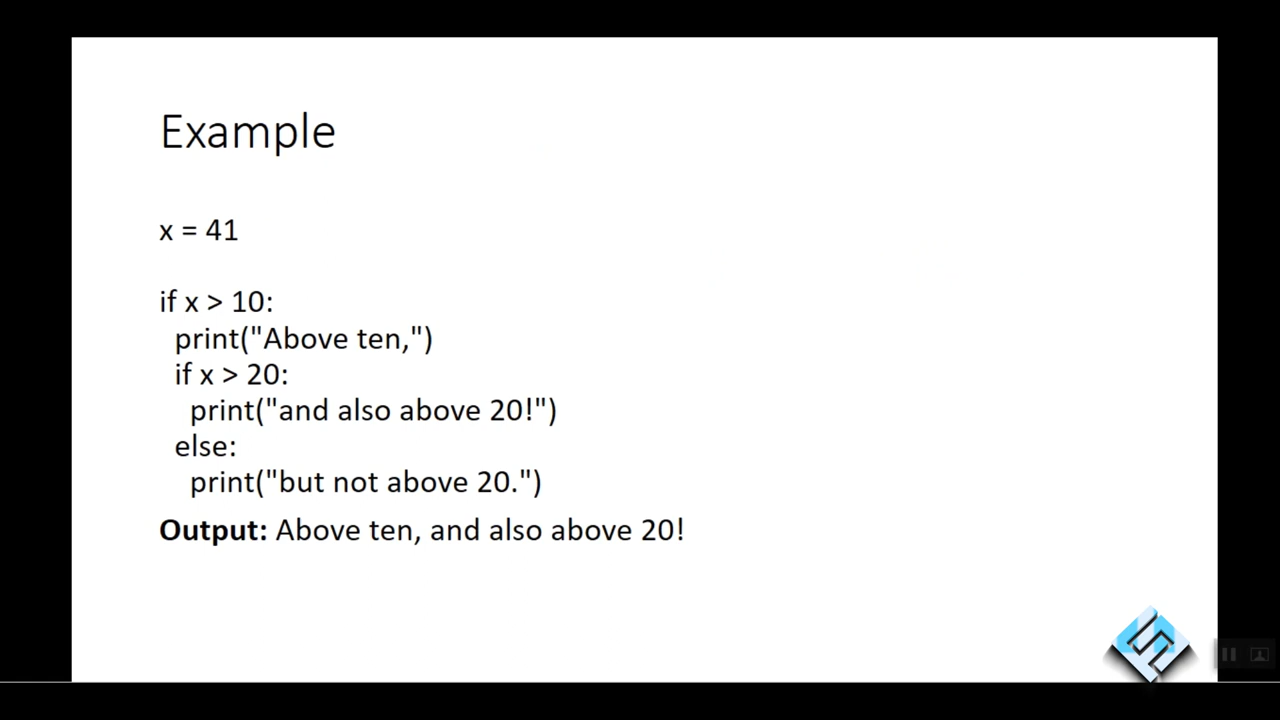 Example
x = 41
if x > 10:
print("Above ten,")
if x > 20:
print("and also above 20!")
else:
print("but not above 20.")
Output: Above ten, and also above 20!